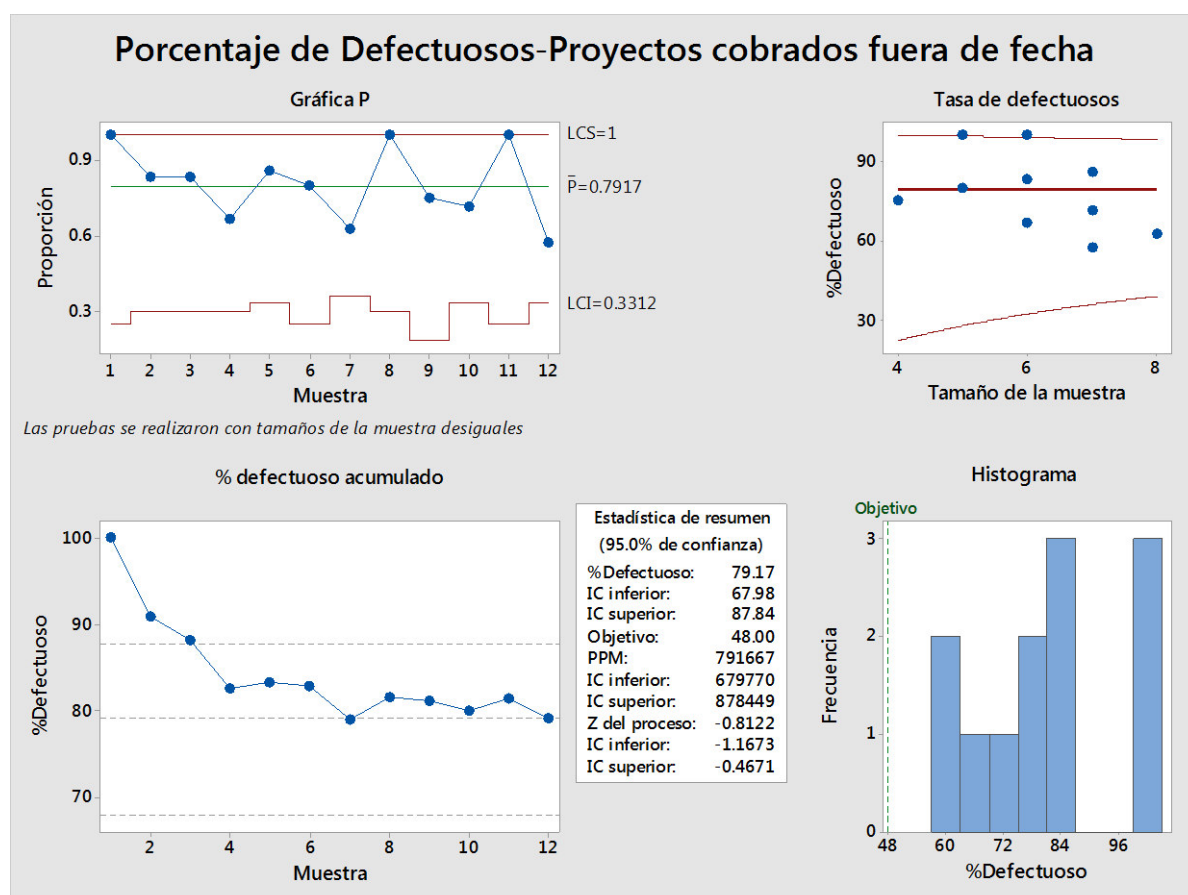 Porcentaje de Defectuosos-Proyectos cobrados fuera de fecha
Gráfica P
Proporción
0.9
0.6
0.3
1 2 3 4 5 6 7 8 9 10 11 12
Muestra
LCS=1
P̄=0.7917
LCI=0.3312
Tasa de defectuosos
%Defectuoso
90
60
30
4 6 8
Tamaño de la muestra
Las pruebas se realizaron con tamaños de la muestra desiguales
% defectuoso acumulado
%Defectuoso
100
90
80
70
2 4 6 8 10 12
Muestra
Estadística de resumen
(95.0% de confianza)
%Defectuoso: 79.17
IC inferior: 67.98
IC superior: 87.84
Objetivo: 48.00
PPM: 791667
IC inferior: 679770
IC superior: 878449
Z del proceso: -0.8122
IC inferior: -1.1673
IC superior: -0.4671
Histograma
Objetivo
Frecuencia
3
2
1
0
48 60 72 84 96
%Defectuoso